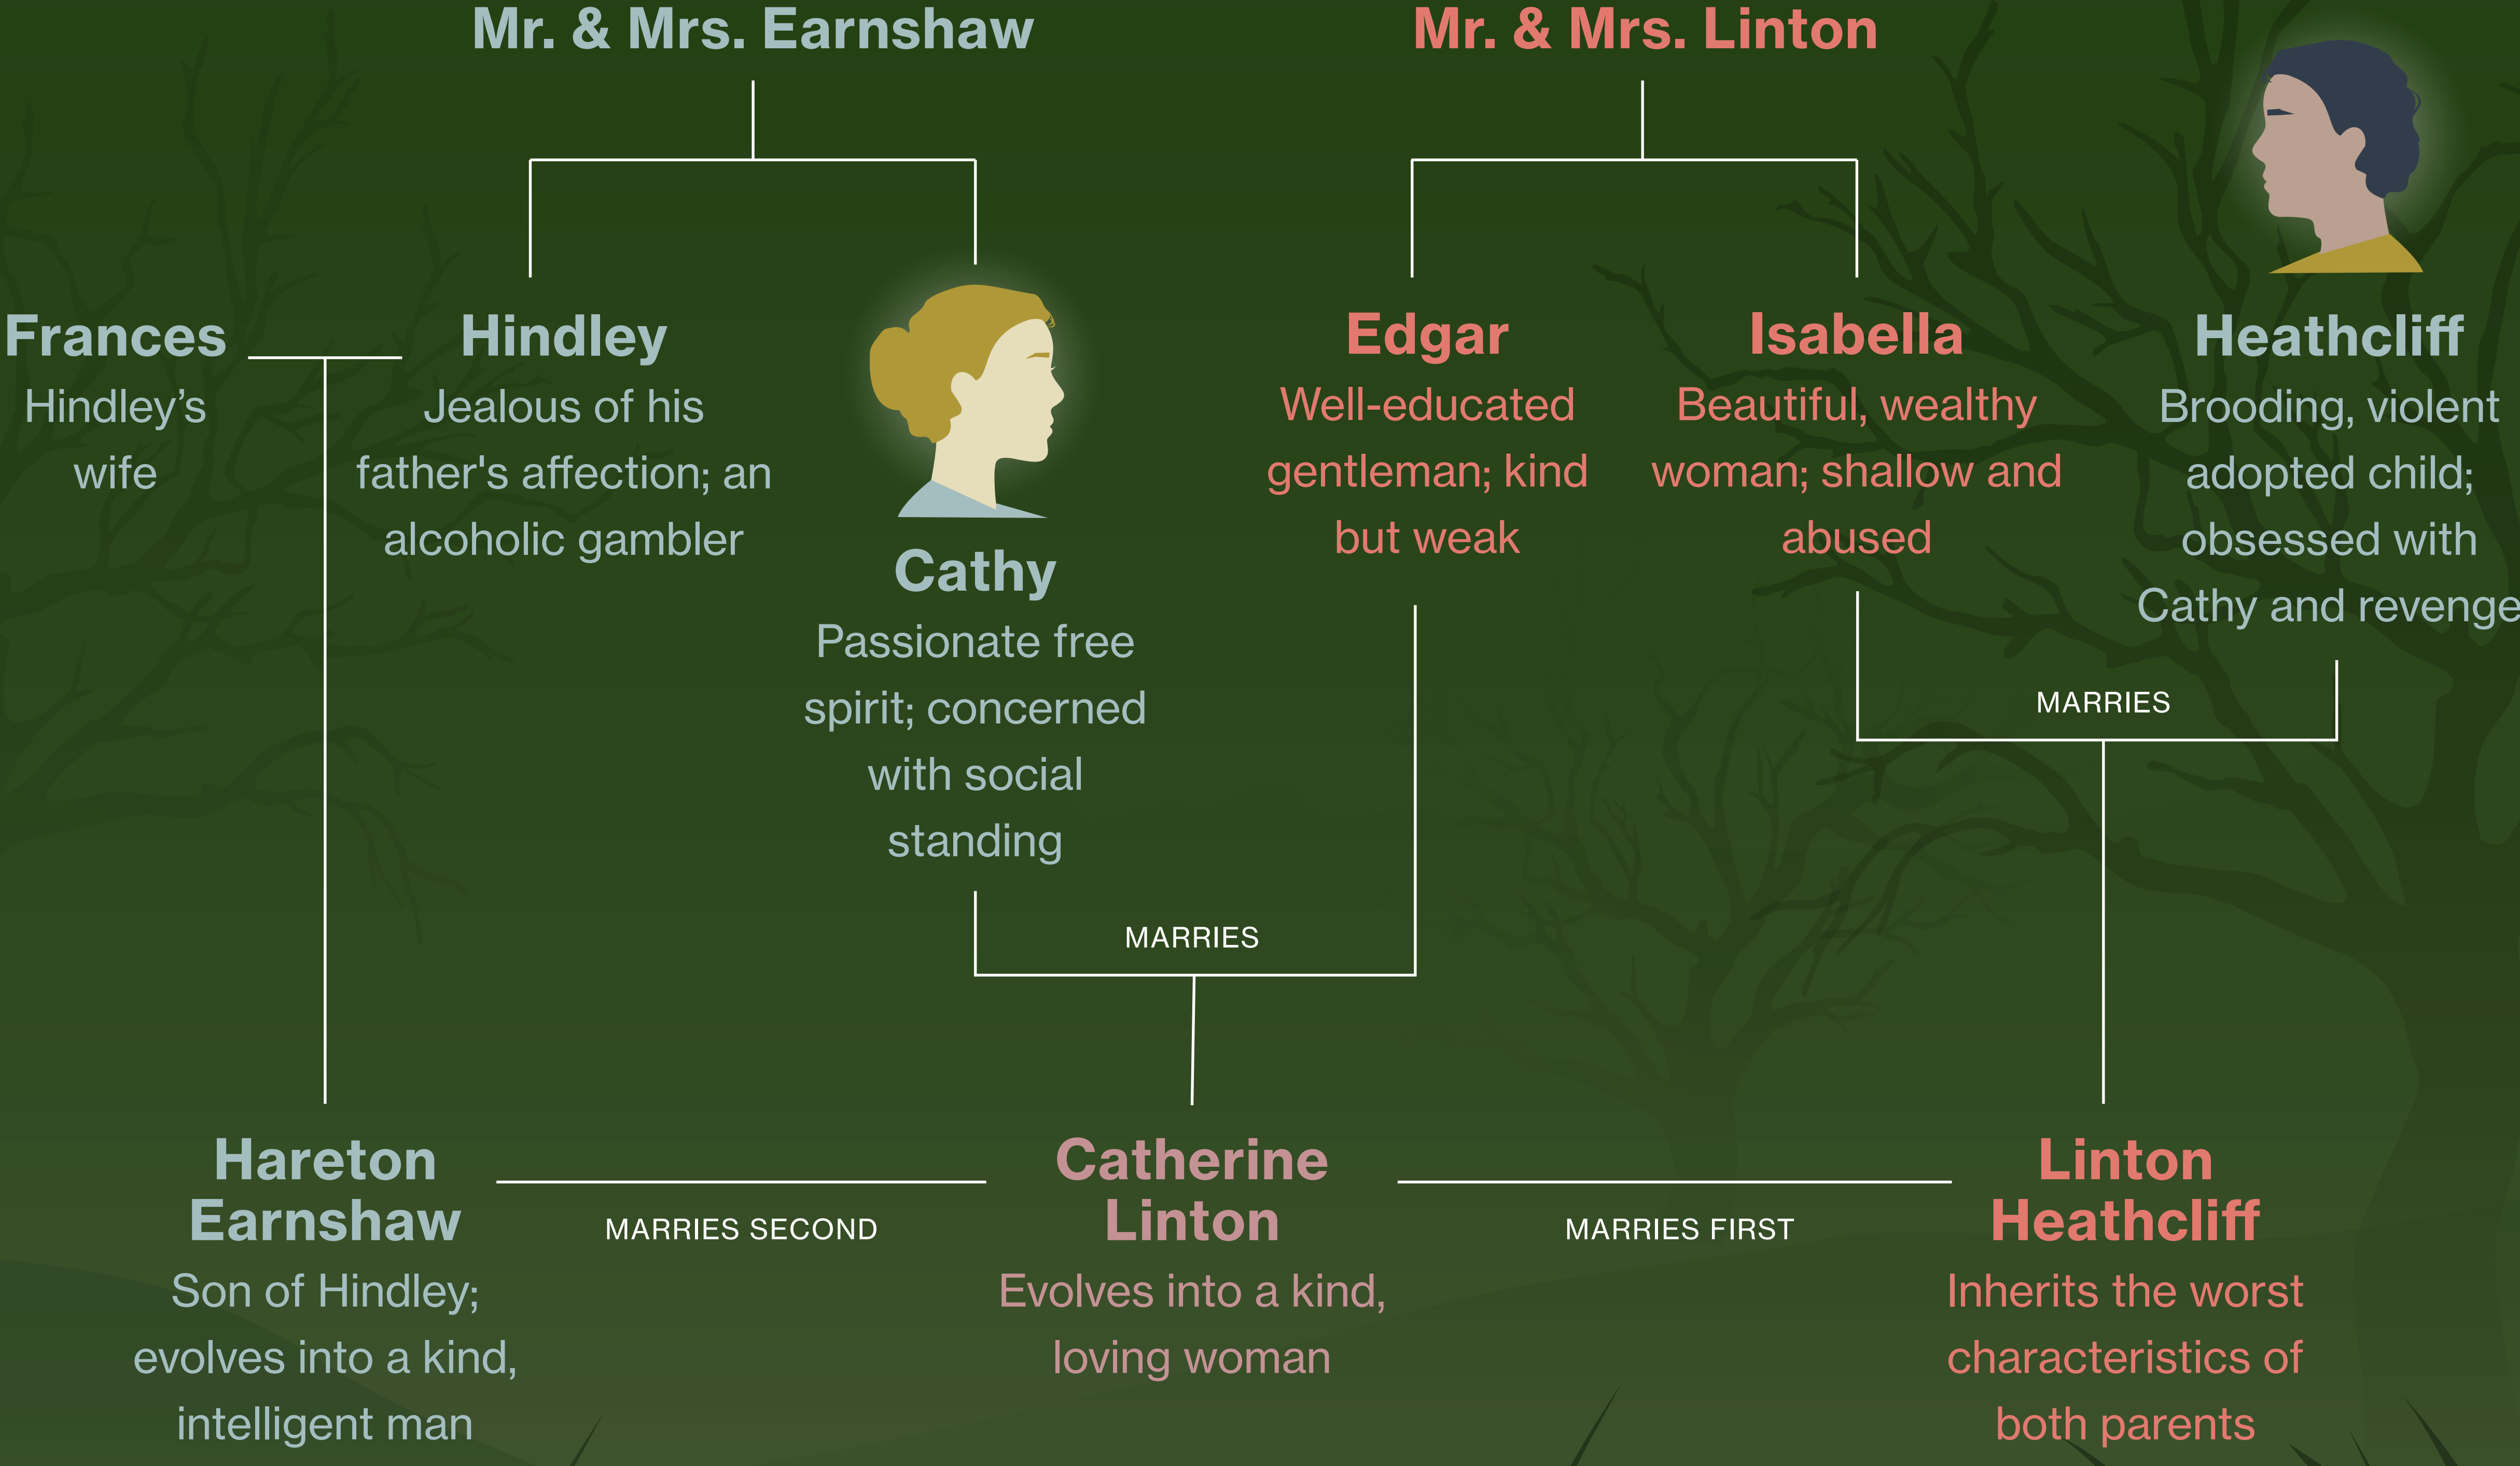 Mr. & Mrs. Earnshaw
Mr. & Mrs. Linton
Frances
Hindley’s
wife
Hindley
Jealous of his
father's affection; an
alcoholic gambler
Cathy
Passionate free
spirit; concerned
with social
standing
Edgar
Well-educated
gentleman; kind
but weak
Isabella
Beautiful, wealthy
woman; shallow and
abused
Heathcliff
Brooding, violent
adopted child;
obsessed with
Cathy and revenge
MARRIES
MARRIES
Hareton
Earnshaw
Son of Hindley;
evolves into a kind,
intelligent man
MARRIES SECOND
Catherine
Linton
Evolves into a kind,
loving woman
MARRIES FIRST
Linton
Heathcliff
Inherits the worst
characteristics of
both parents